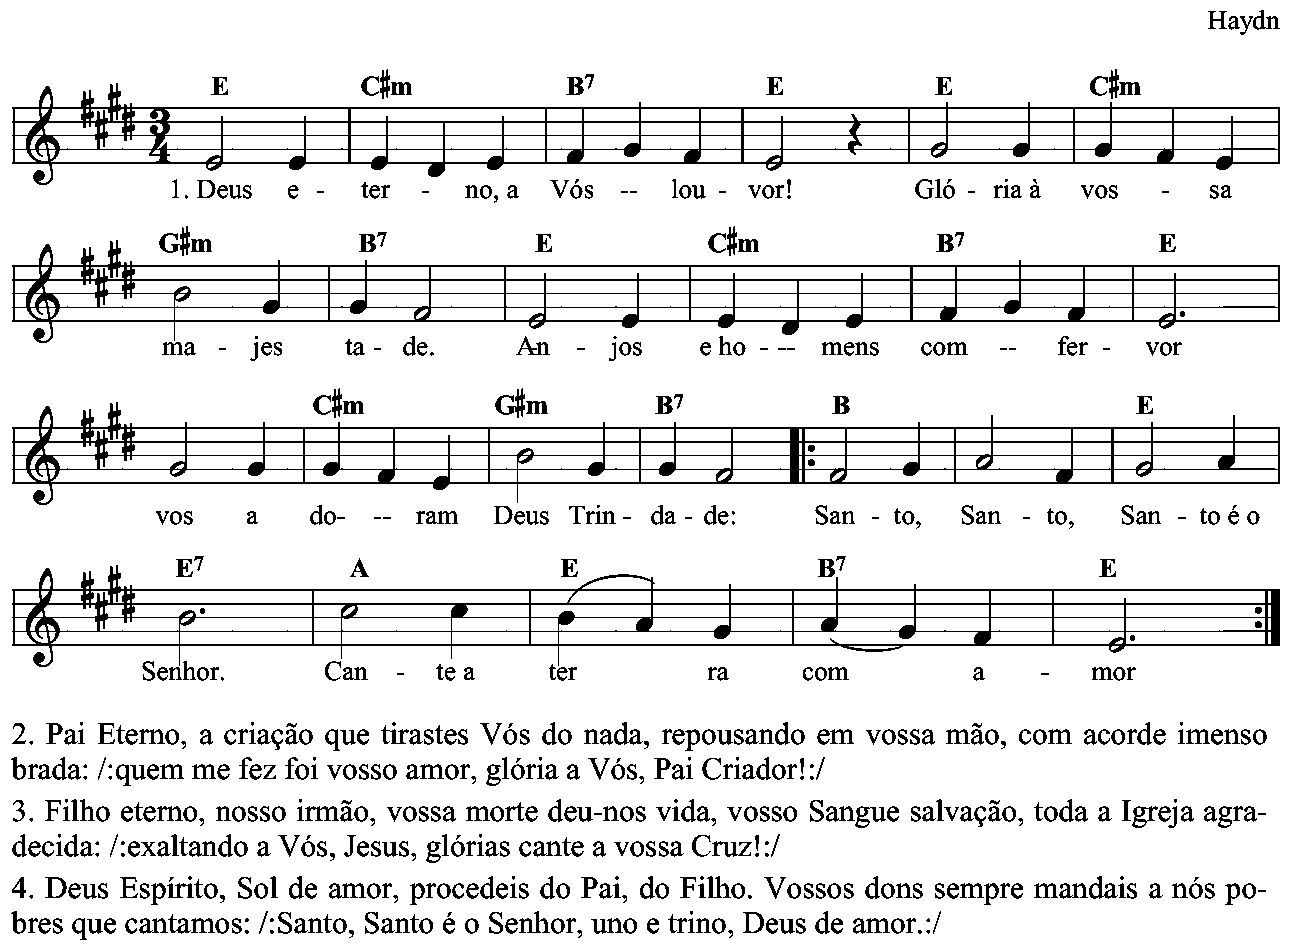 Haydn
E C#m B7 E E C#m
1. Deus e - ter - no, a Vós -- lou - vor! Gló - ria à vos - sa
G#m B7 E C#m B7 E
ma - jes ta - de. An - jos e ho - -- mens com -- fer - vor
C#m G#m B7 B E
vos a do- -- ram Deus Trin - da - de: San - to, San - to, San - to é o
E7 A E B7 E
Senhor. Can - te a ter ra com a - mor
2. Pai Eterno, a criação que tirastes Vós do nada, repousando em vossa mão, com acorde imenso
brada: /:quem me fez foi vosso amor, glória a Vós, Pai Criador!:/
3. Filho eterno, nosso irmão, vossa morte deu-nos vida, vosso Sangue salvação, toda a Igreja agra-
decida: /:exaltando a Vós, Jesus, glórias cante a vossa Cruz!:/
4. Deus Espírito, Sol de amor, procedeis do Pai, do Filho. Vossos dons sempre mandais a nós po-
bres que cantamos: /:Santo, Santo é o Senhor, uno e trino, Deus de amor.:/